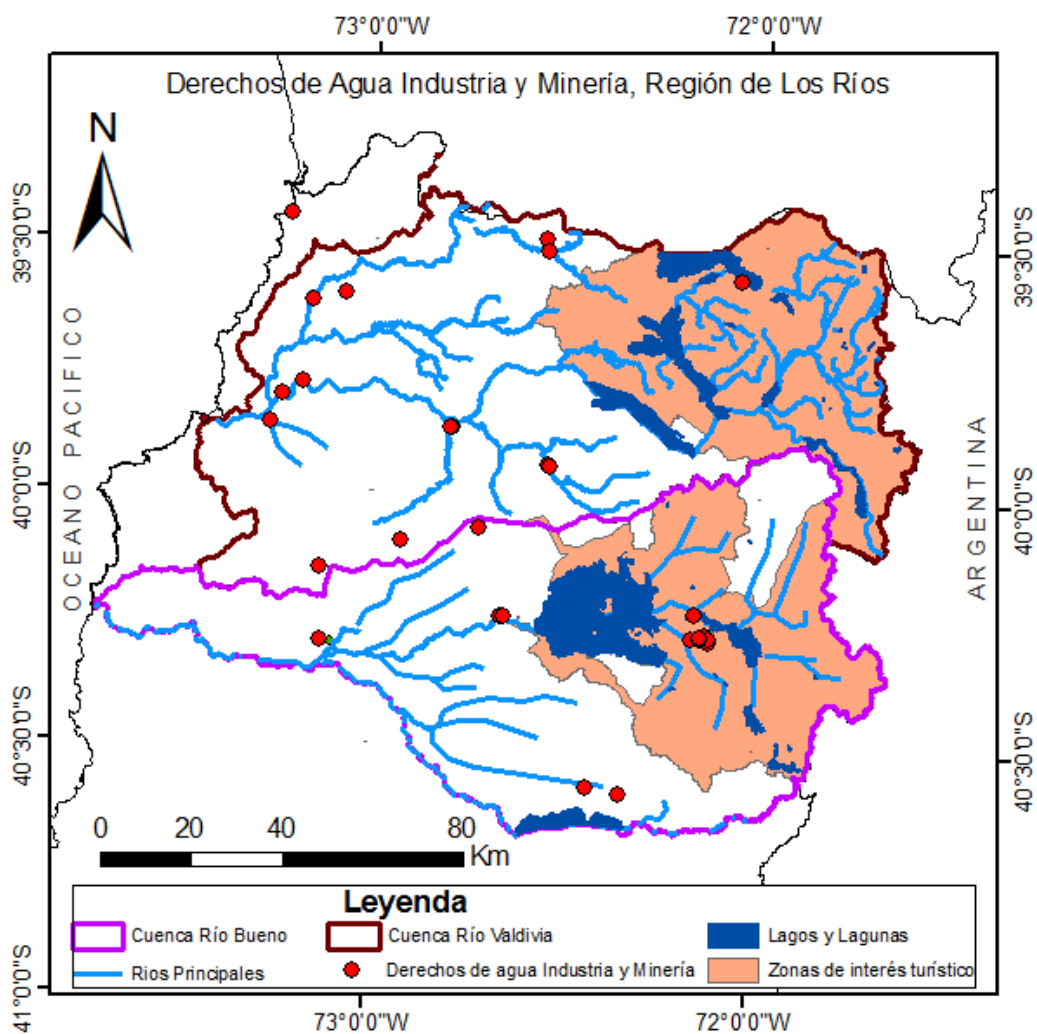 73°0'0"W 72°0'0"W
Derechos de Agua Industria y Minería, Región de Los Ríos
N
39°30'0"S
39°30'0"S
OCEANO PACIFICO
ARGENTINA
40°0'0"S
40°0'0"S
40°30'0"S
40°30'0"S
0 20 40 80
Km
Leyenda
Cuenca Río Bueno Cuenca Río Valdivia Lagos y Lagunas
Rios Principales Derechos de agua Industria y Minería Zonas de interés turístico
41°0'0"S
73°0'0"W 72°0'0"W